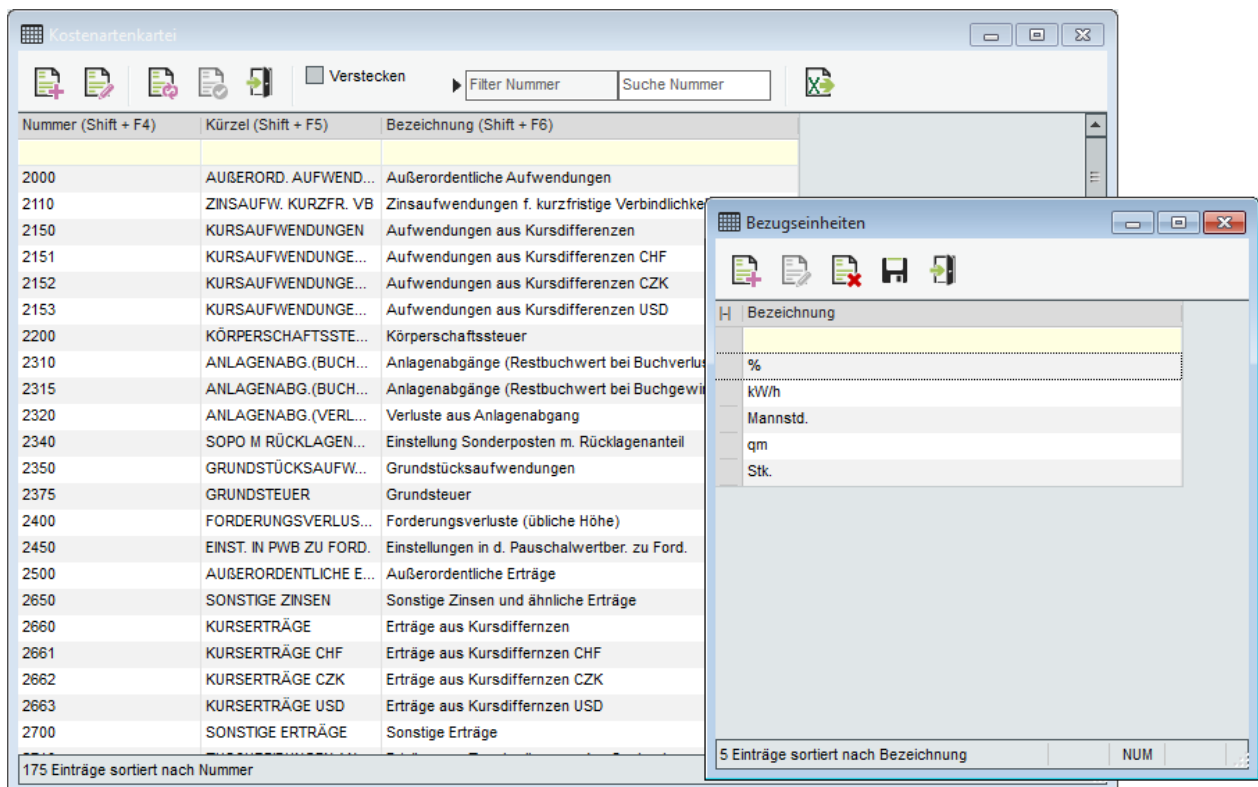 Kostenartenkartei
Verstecken
Filter Nummer
Suche Nummer
Nummer (Shift + F4) Kürzel (Shift + F5) Bezeichnung (Shift + F6)
2000 AUßERORD. AUFWEND... Außerordentliche Aufwendungen
2110 ZINSAUFW. KURZFR. VB Zinsaufwendungen f. kurzfristige Verbindlichke
2150 KURSAUFWENDUNGEN Aufwendungen aus Kursdifferenzen
2151 KURSAUFWENDUNGE... Aufwendungen aus Kursdifferenzen CHF
2152 KURSAUFWENDUNGE... Aufwendungen aus Kursdifferenzen CZK
2153 KURSAUFWENDUNGE... Aufwendungen aus Kursdifferenzen USD
2200 KÖRPERSCHAFTSSTE... Körperschaftssteuer
2310 ANLAGENABG.(BUCH... Anlagenabgänge (Restbuchwert bei Buchverlus
2315 ANLAGENABG.(BUCH... Anlagenabgänge (Restbuchwert bei Buchgewi
2320 ANLAGENABG.(VERL... Verluste aus Anlagenabgang
2340 SOPO M RÜCKLAGEN... Einstellung Sonderposten m. Rücklagenanteil
2350 GRUNDSTÜCKSAUFW... Grundstücksaufwendungen
2375 GRUNDSTEUER Grundsteuer
2400 FORDERUNGSVERLUS... Forderungsverluste (übliche Höhe)
2450 EINST. IN PWB ZU FORD. Einstellungen in d. Pauschalwertber. zu Ford.
2500 AUßERORDENTLICHE E... Außerordentliche Erträge
2650 SONSTIGE ZINSEN Sonstige Zinsen und ähnliche Erträge
2660 KURSERTRÄGE Erträge aus Kursdiffernzen
2661 KURSERTRÄGE CHF Erträge aus Kursdiffernzen CHF
2662 KURSERTRÄGE CZK Erträge aus Kursdiffernzen CZK
2663 KURSERTRÄGE USD Erträge aus Kursdiffernzen USD
2700 SONSTIGE ERTRÄGE Sonstige Erträge
175 Einträge sortiert nach Nummer
Bezugseinheiten
Bezeichnung
%
kW/h
Mannstd.
qm
Stk.
5 Einträge sortiert nach Bezeichnung NUM